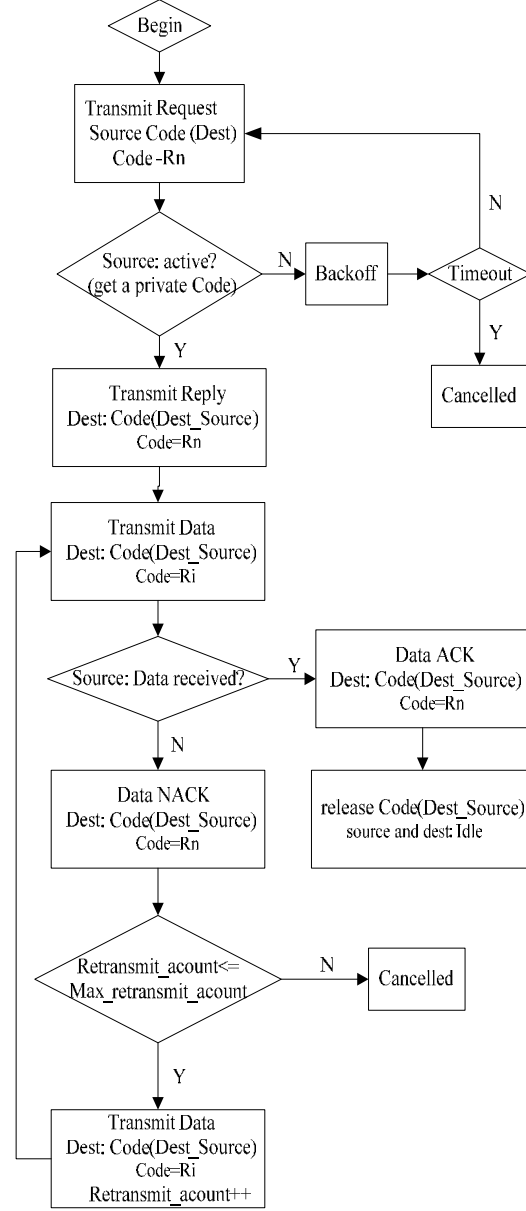 Begin
Transmit Request
Source Code (Dest)
Code -Rn
Source: active?
(get a private Code)
N
Backoff
Timeout
N
Y
Cancelled
Y
Transmit Reply
Dest: Code(Dest_Source)
Code=Rn
Transmit Data
Dest: Code(Dest_Source)
Code=Ri
Source: Data received?
Y
Data ACK
Dest: Code(Dest_Source)
Code=Rn
release Code(Dest_Source)
source and dest: Idle
N
Data NACK
Dest: Code(Dest_Source)
Code=Rn
Retransmit_acount<=
Max_retransmit_acount
N
Cancelled
Y
Transmit Data
Dest: Code(Dest_Source)
Code=Ri
Retransmit_acount++